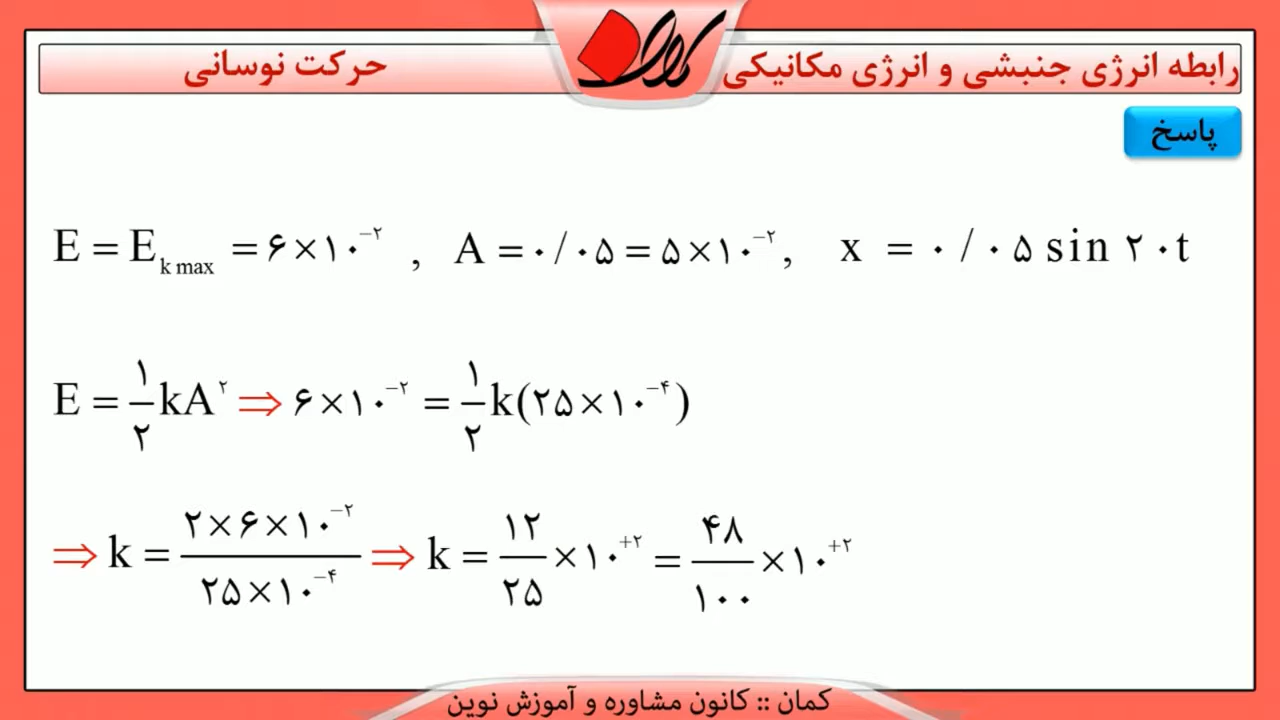 رابطه انرژی جنبشی و انرژی مکانیکی
کمان
حرکت نوسانی
پاسخ
E = E_k max = ۶×۱۰^−۲ , A = ۰/۰۵ = ۵×۱۰^−۲ , x = ۰/۰۵ sin ۲۰t
E = ۱/۲ kA^۲ ⇒ ۶×۱۰^−۲ = ۱/۲ k(۲۵×۱۰^−۴)
⇒ k = ۲×۶×۱۰^−۲ / ۲۵×۱۰^−۴ ⇒ k = ۱۲/۲۵ ×۱۰^+۲ = ۴۸/۱۰۰ ×۱۰^+۲
کمان :: کانون مشاوره و آموزش نوین